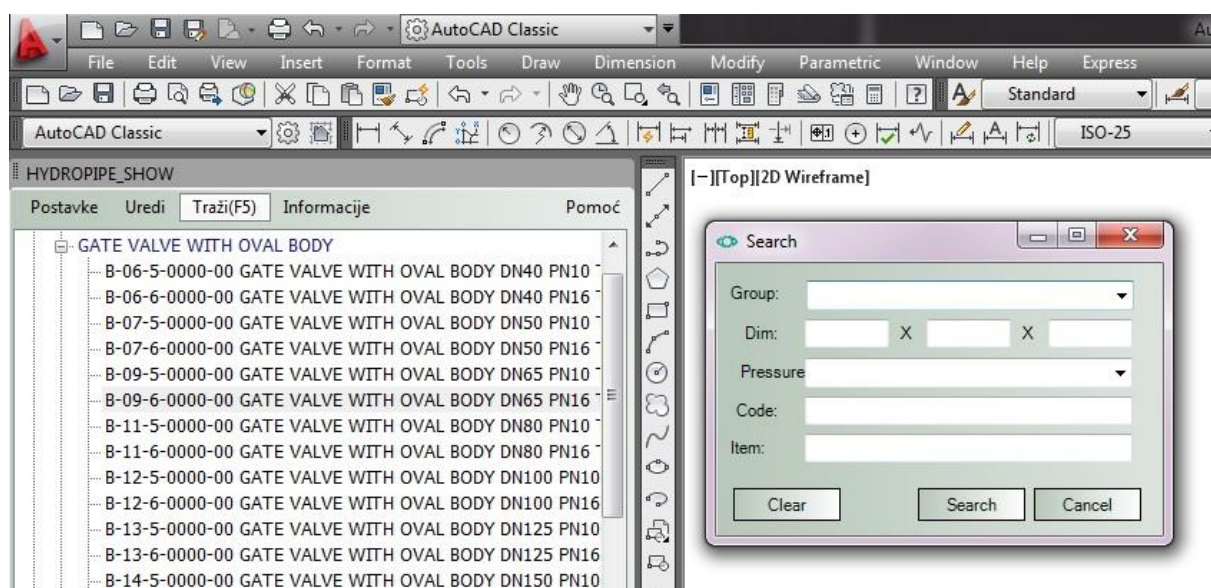 AutoCAD Classic
File Edit View Insert Format Tools Draw Dimension Modify Parametric Window Help Express
Standard
AutoCAD Classic ISO-25
HYDROPIPE_SHOW
Postavke Uredi Traži(F5) Informacije Pomoć
GATE VALVE WITH OVAL BODY
B-06-5-0000-00 GATE VALVE WITH OVAL BODY DN40 PN10
B-06-6-0000-00 GATE VALVE WITH OVAL BODY DN40 PN16
B-07-5-0000-00 GATE VALVE WITH OVAL BODY DN50 PN10
B-07-6-0000-00 GATE VALVE WITH OVAL BODY DN50 PN16
B-09-5-0000-00 GATE VALVE WITH OVAL BODY DN65 PN10
B-09-6-0000-00 GATE VALVE WITH OVAL BODY DN65 PN16
B-11-5-0000-00 GATE VALVE WITH OVAL BODY DN80 PN10
B-11-6-0000-00 GATE VALVE WITH OVAL BODY DN80 PN16
B-12-5-0000-00 GATE VALVE WITH OVAL BODY DN100 PN10
B-12-6-0000-00 GATE VALVE WITH OVAL BODY DN100 PN16
B-13-5-0000-00 GATE VALVE WITH OVAL BODY DN125 PN10
B-13-6-0000-00 GATE VALVE WITH OVAL BODY DN125 PN16
B-14-5-0000-00 GATE VALVE WITH OVAL BODY DN150 PN10
[−][Top][2D Wireframe]
Search
Group:
Dim: X X
Pressure
Code:
Item:
Clear Search Cancel